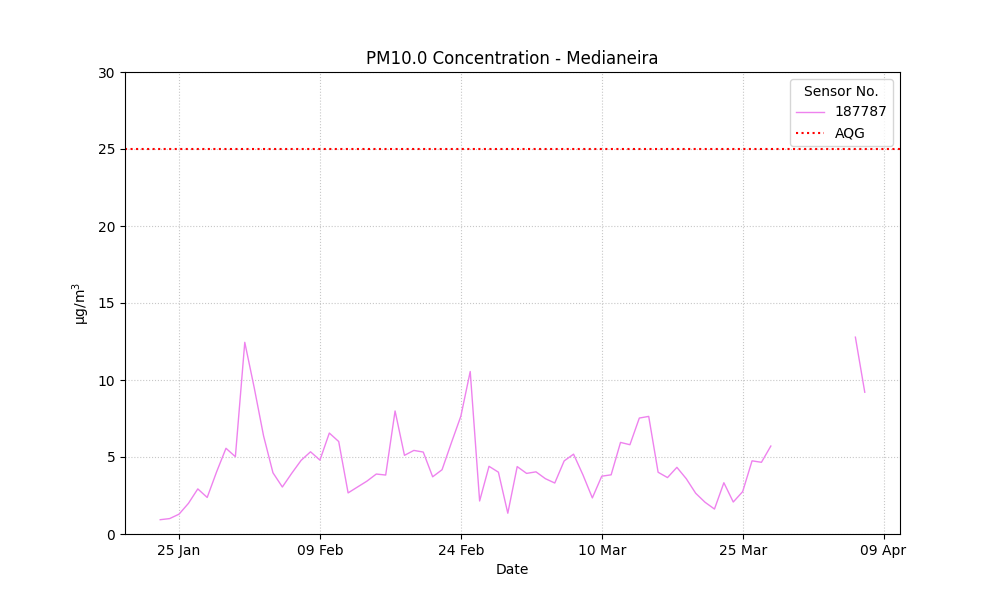 PM10.0 Concentration - Medianeira
30
25
20
15
10
5
0
µg/m³
Sensor No.
187787
AQG
25 Jan
09 Feb
24 Feb
10 Mar
25 Mar
09 Apr
Date